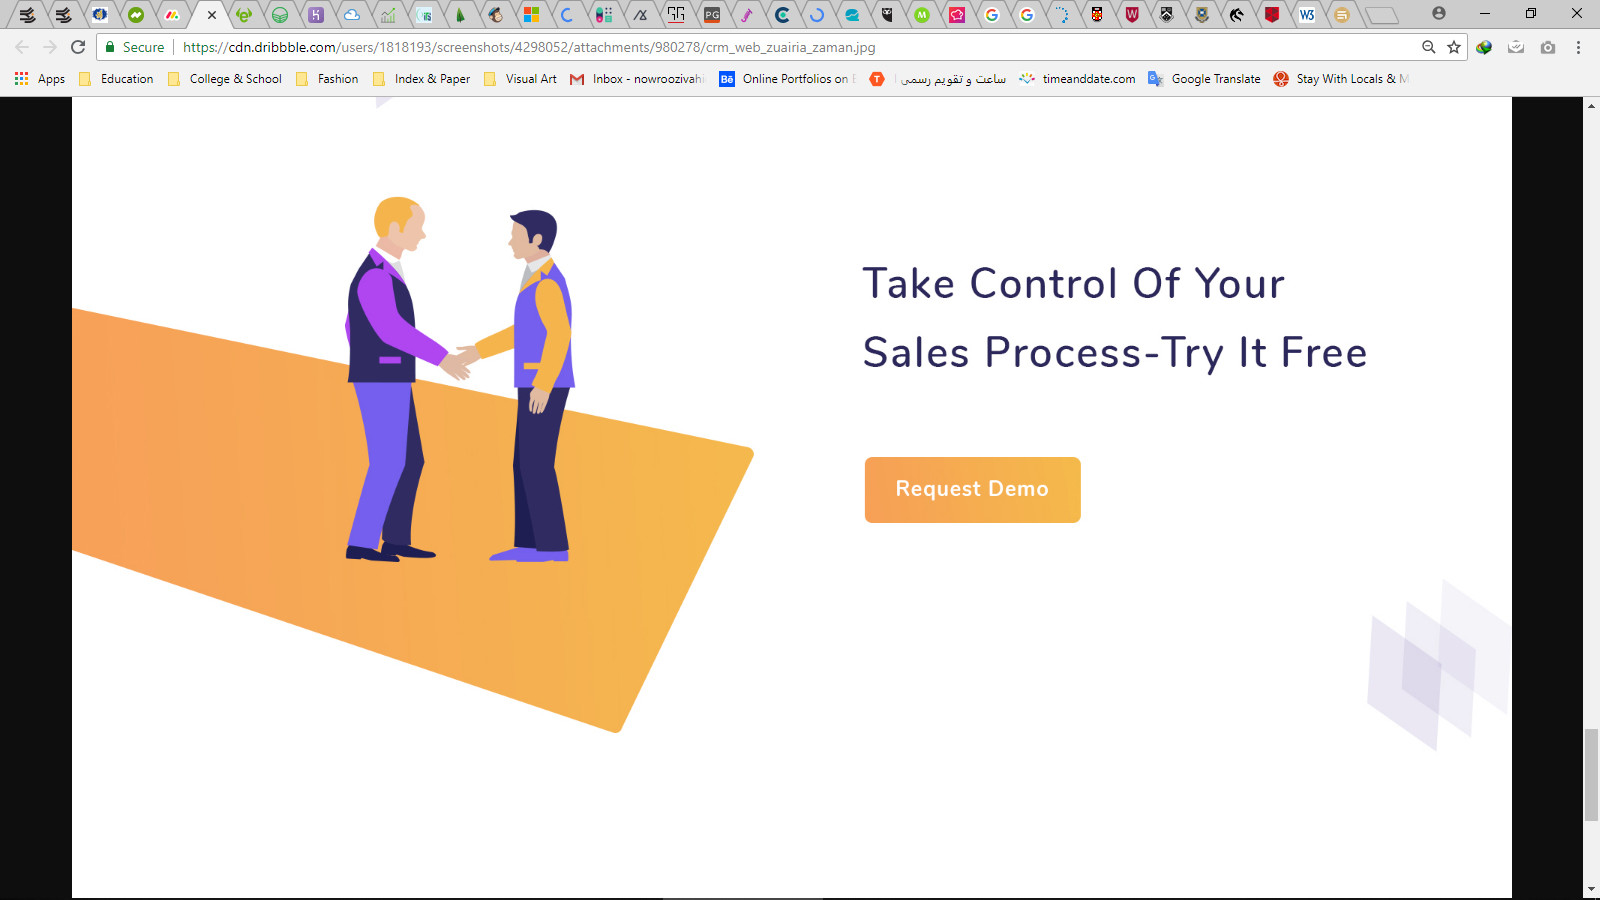 Secure
https://cdn.dribbble.com/users/1818193/screenshots/4298052/attachments/980278/crm_web_zuairia_zaman.jpg
Apps Education College & School Fashion Index & Paper Visual Art Inbox - nowroozivahi Online Portfolios on ساعت و تقویم رسمی timeanddate.com Google Translate Stay With Locals & M
Take Control Of Your
Sales Process-Try It Free
Request Demo